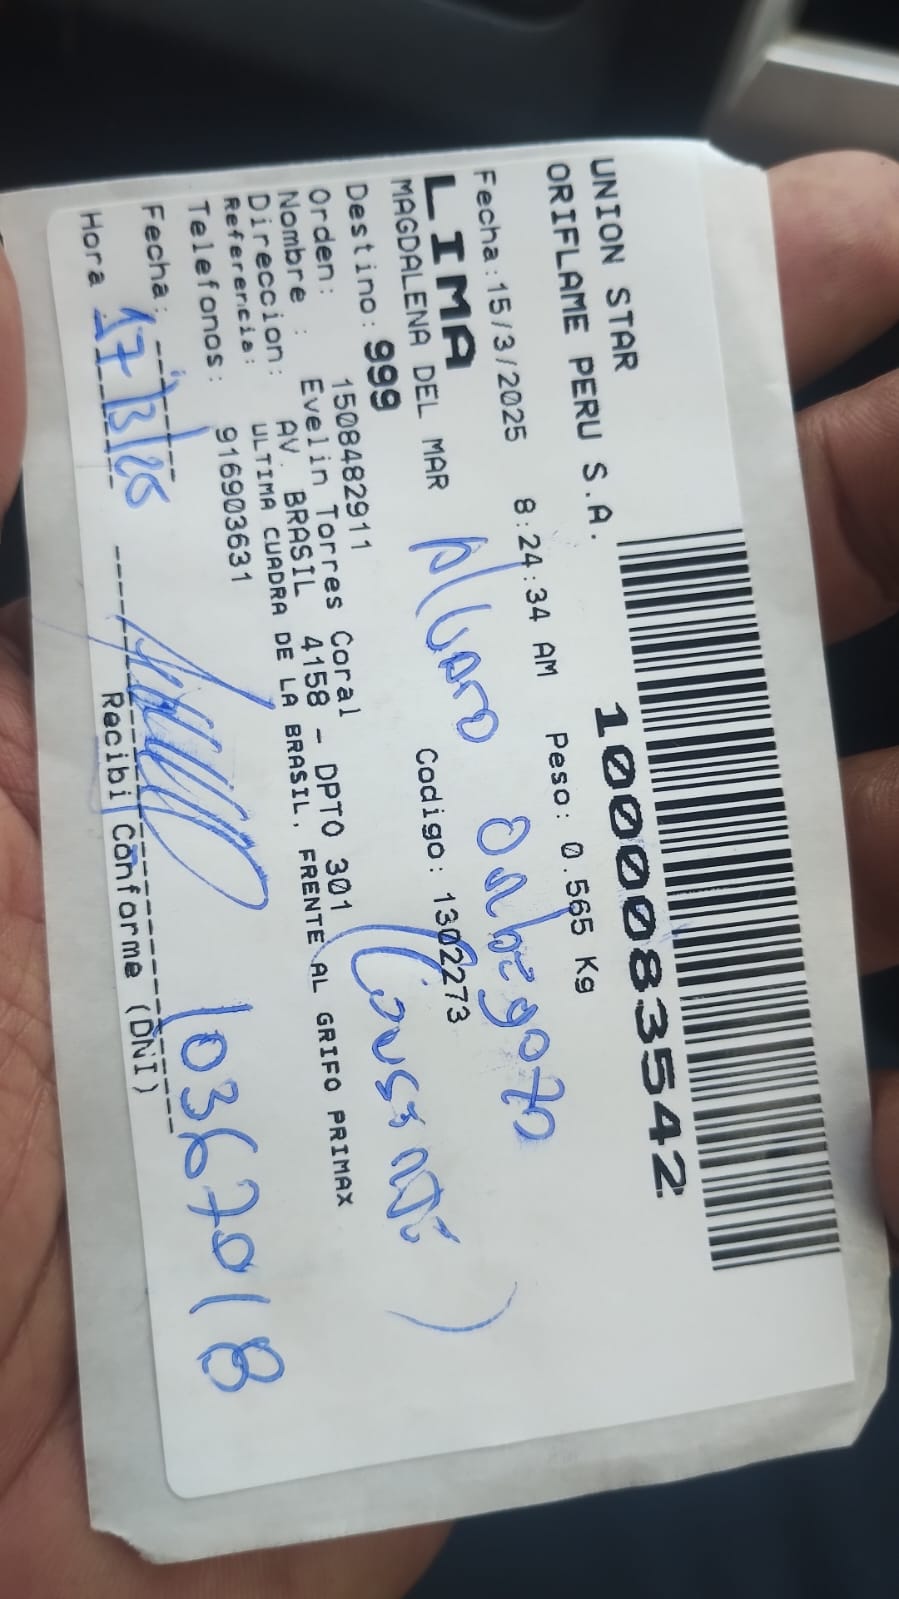 UNION STAR
ORIFLAME PERU S.A.
1000083542
Fecha:15/3/2025 8:24:34 AM Peso: 0.565 Kg
LIMA
MAGDALENA DEL MAR Codigo: 1302273
Alvaro
Destino: 999
Orden: 150848291 1
Nombre : Evelin Torres Coral - DPTO 301
Direccion: AV. BRASIL 4158
Referencia: ULTIMA CUADRA DE LA BRASIL, FRENTE AL GRIFO PRIMAX
Telefonos: 916903631
Fecha:
Hora :
17/3/25
10367018
Recibi Conforme (DNI)